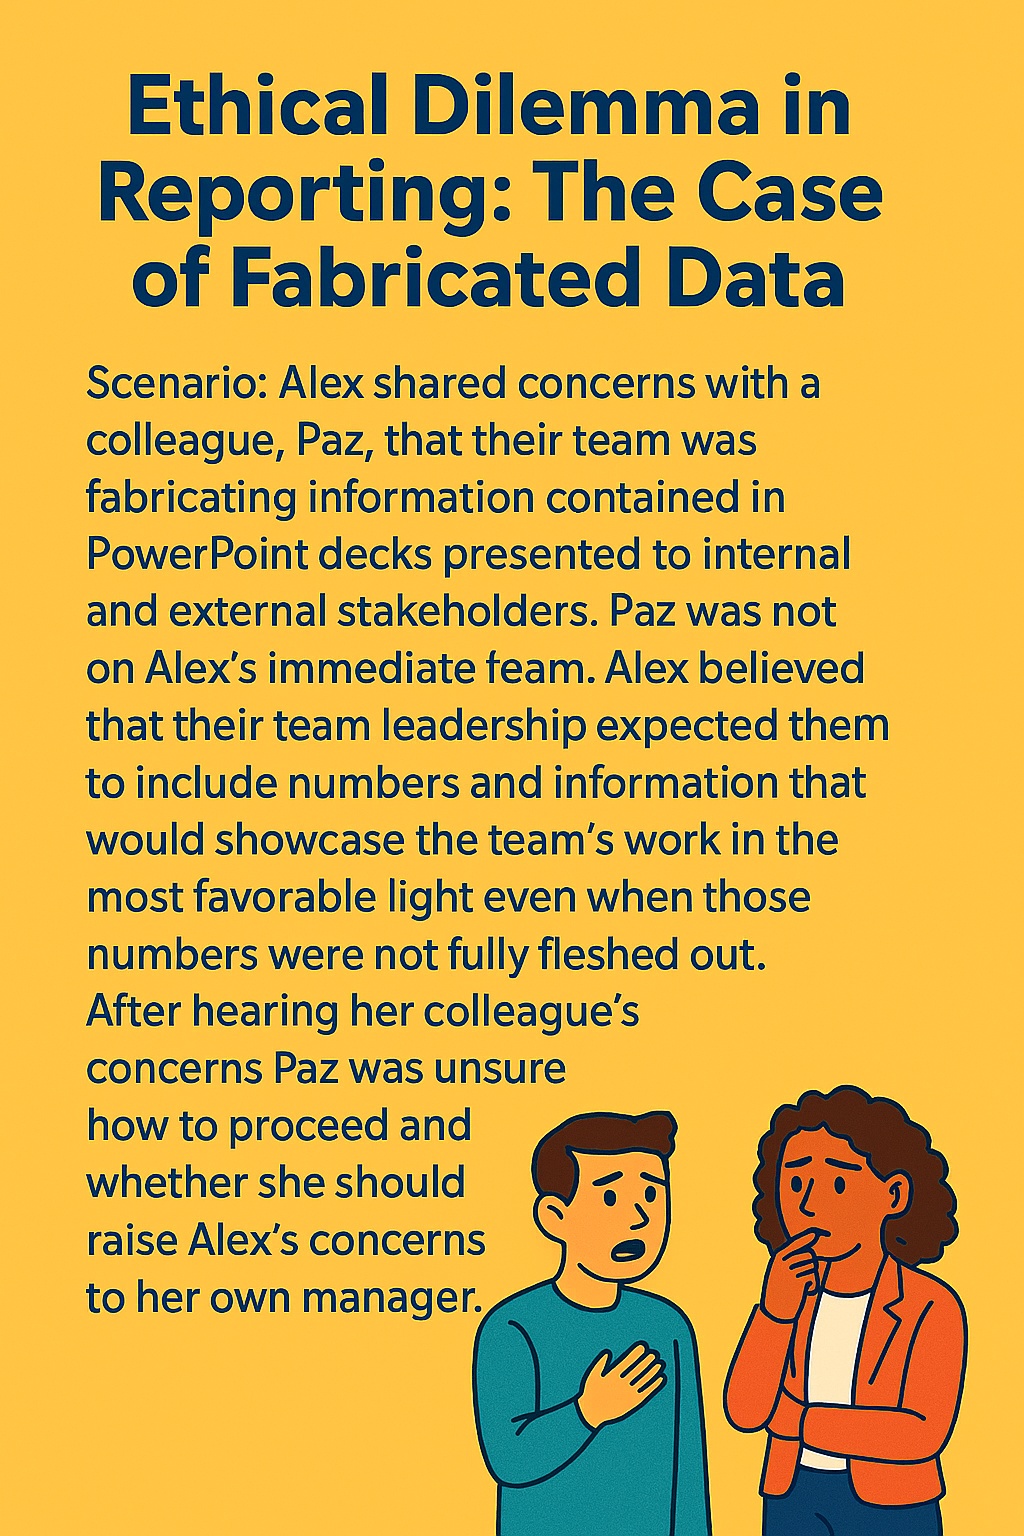 Ethical Dilemma in
Reporting: The Case
of Fabricated Data
Scenario: Alex shared concerns with a
colleague, Paz, that their team was
fabricating information contained in
PowerPoint decks presented to internal
and external stakeholders. Paz was not
on Alex’s immediate feam. Alex believed
that their team leadership expected them
to include numbers and information that
would showcase the team’s work in the
most favorable light even when those
numbers were not fully fleshed out.
After hearing her colleague’s
concerns Paz was unsure
how to proceed and
whether she should
raise Alex’s concerns
to her own manager.